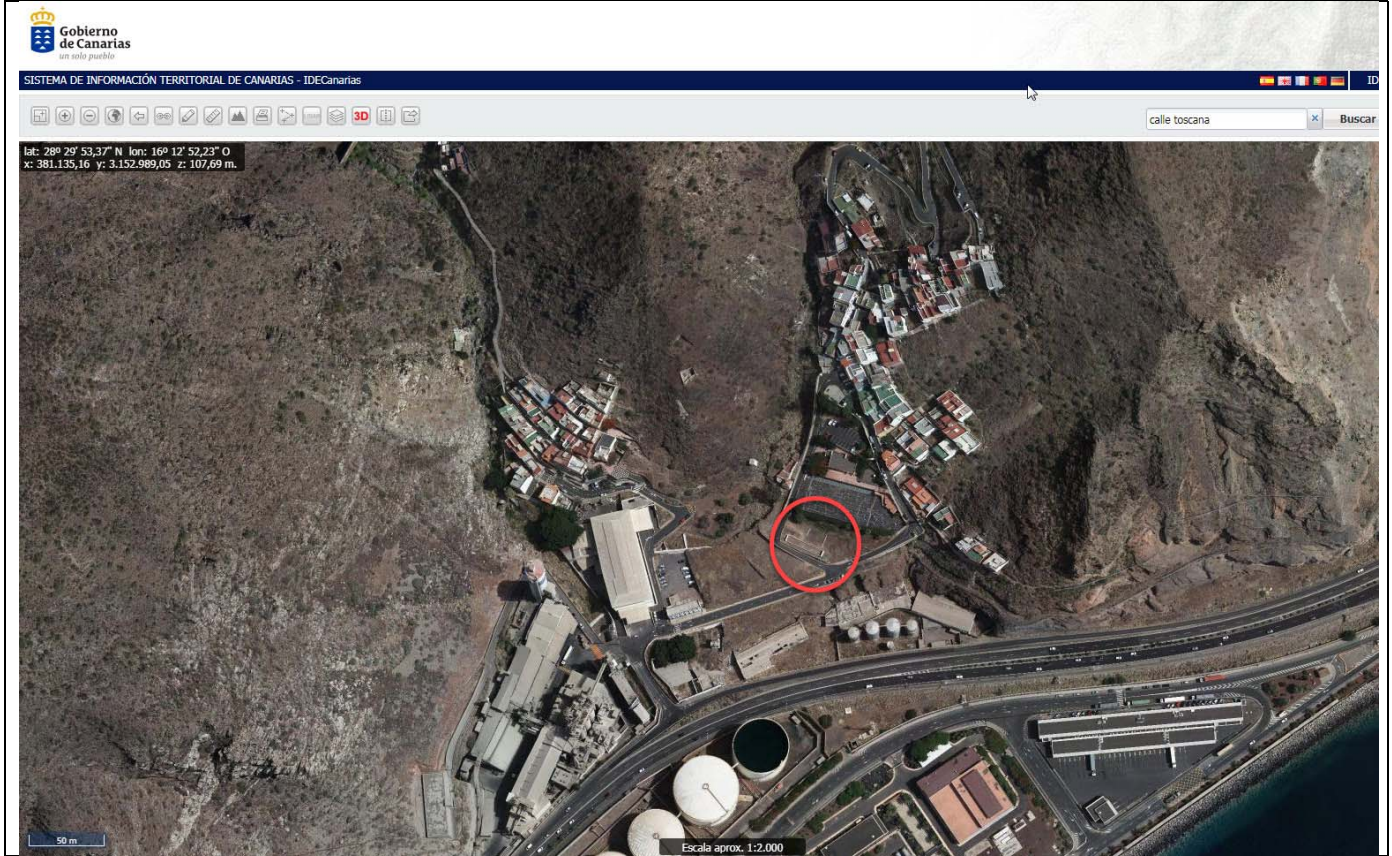 Gobierno
de Canarias
un solo pueblo
SISTEMA DE INFORMACIÓN TERRITORIAL DE CANARIAS - IDECanarias
ID
3D
calle toscana
×
Buscar
lat: 28º 29' 53,37" N lon: 16º 12' 52,23" O
x: 381.135,16 y: 3.152.989,05 z: 107,69 m.
50 m
Escala aprox. 1:2.000